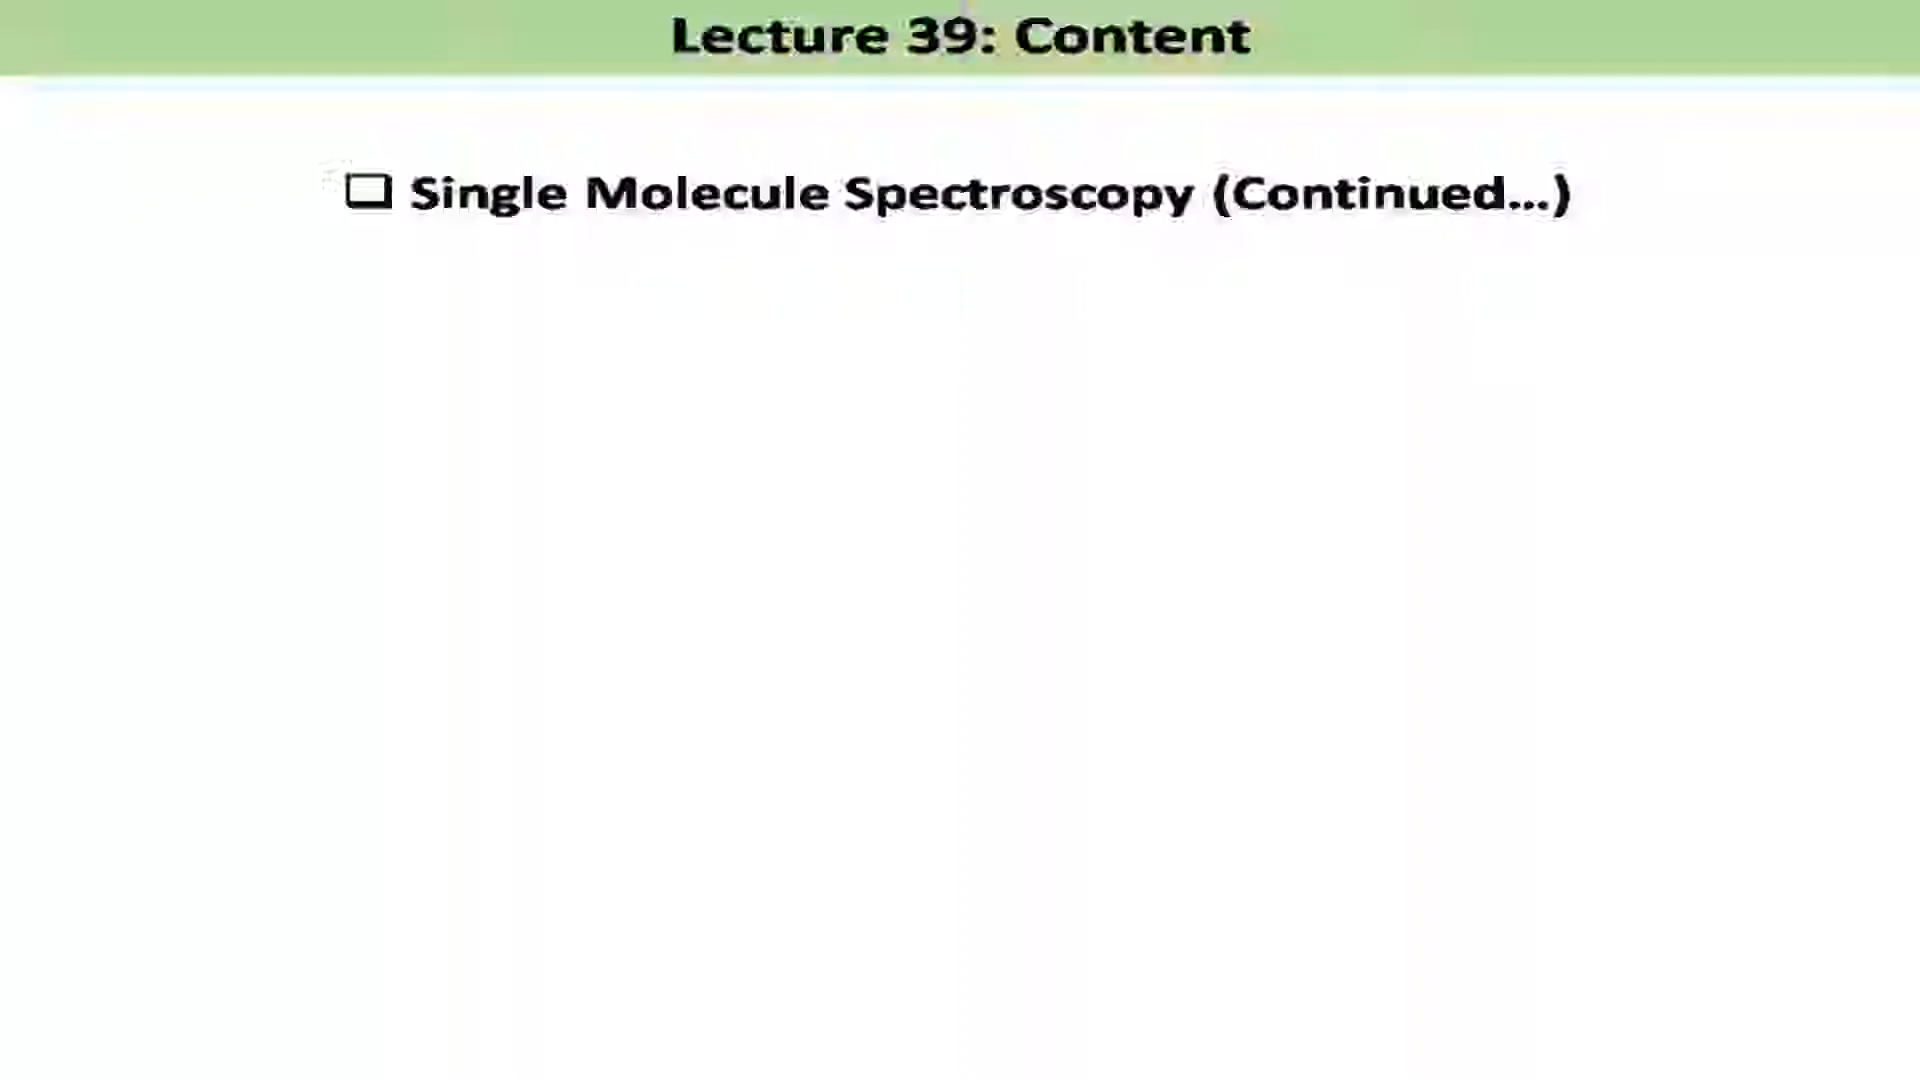 Lecture 39: Content
❑ Single Molecule Spectroscopy (Continued...)